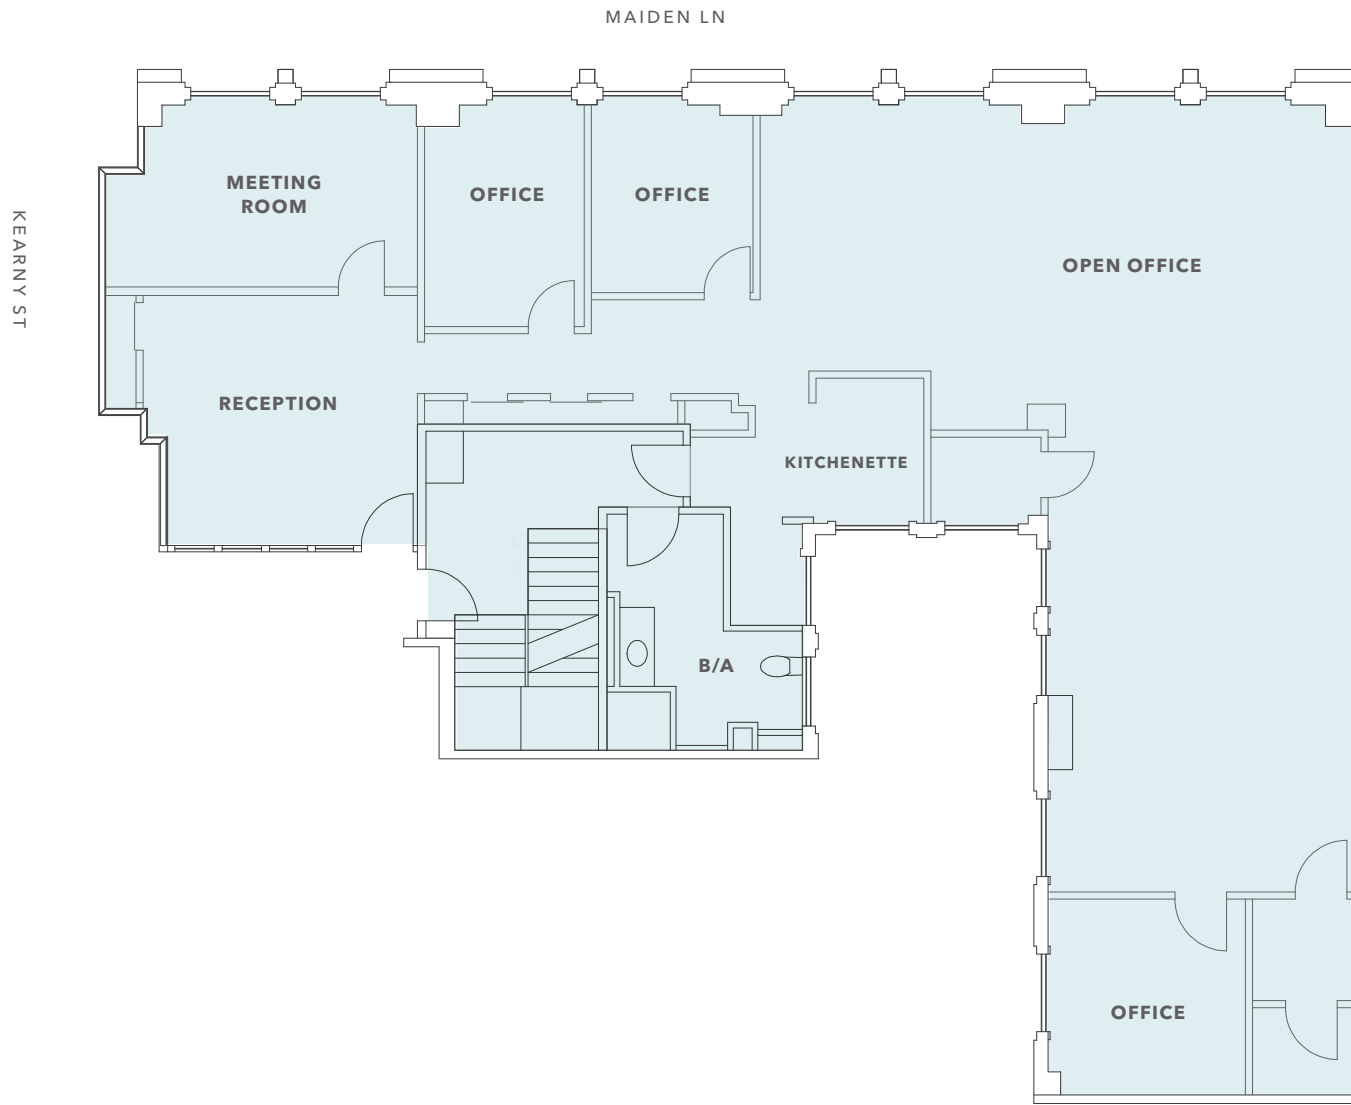 MAIDEN LN
KEARNY ST
MEETING
ROOM
OFFICE
OFFICE
OPEN OFFICE
RECEPTION
KITCHENETTE
B/A
OFFICE